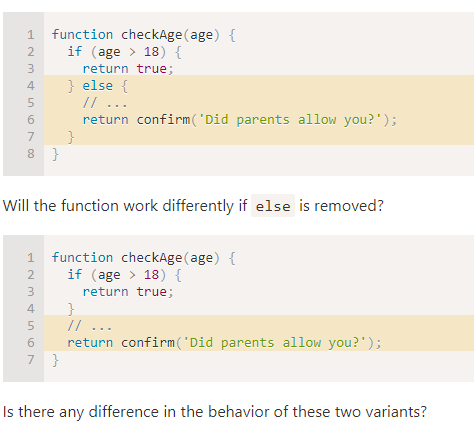 1 function checkAge(age) {
2 if (age > 18) {
3 return true;
4 } else {
5 // ...
6 return confirm('Did parents allow you?');
7 }
8 }
Will the function work differently if else is removed?
1 function checkAge(age) {
2 if (age > 18) {
3 return true;
4 }
5 // ...
6 return confirm('Did parents allow you?');
7 }
Is there any difference in the behavior of these two variants?